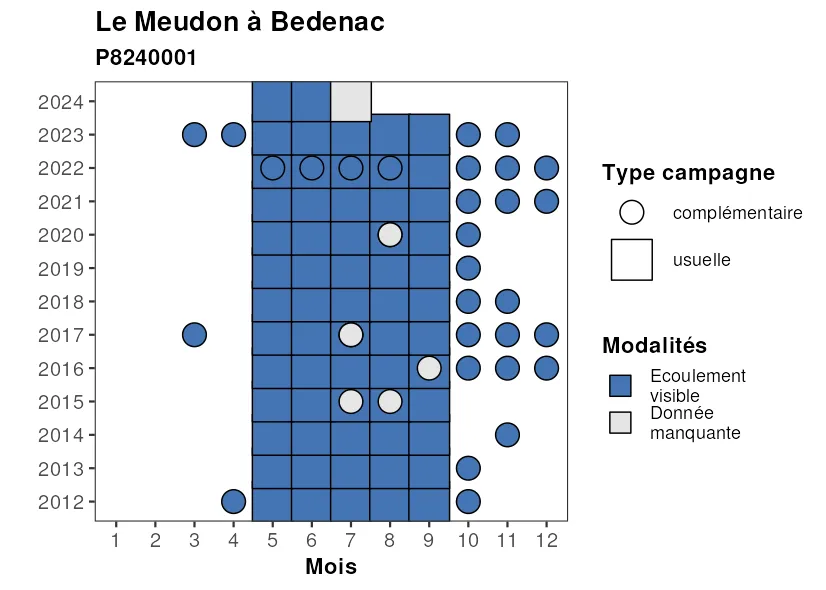 Le Meudon à Bedenac
P8240001
2024
2023
2022
2021
2020
2019
2018
2017
2016
2015
2014
2013
2012
1 2 3 4 5 6 7 8 9 10 11 12
Mois
Type campagne
complémentaire
usuelle
Modalités
Ecoulement
visible
Donnée
manquante